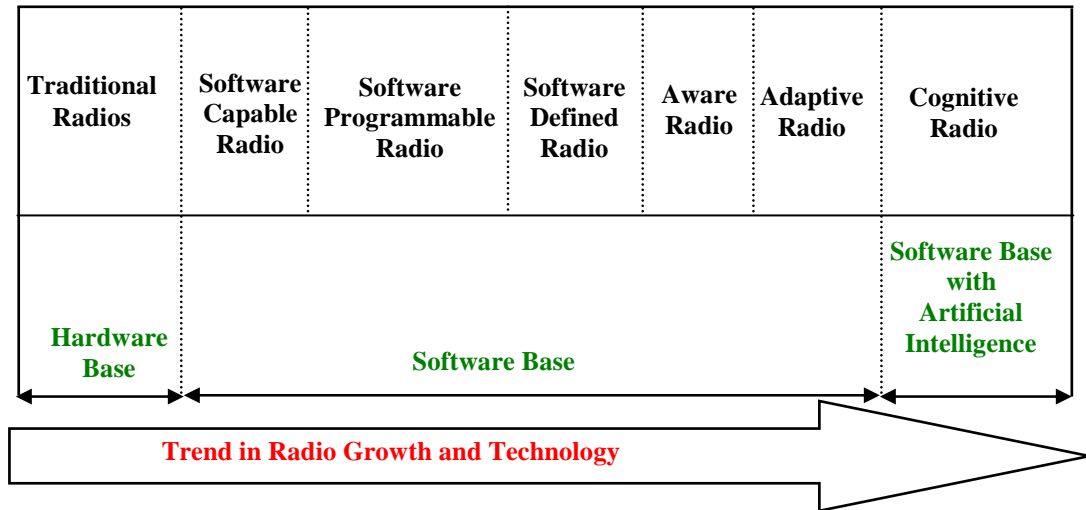 Traditional
Radios
Software
Capable
Radio
Software
Programmable
Radio
Software
Defined
Radio
Aware
Radio
Adaptive
Radio
Cognitive
Radio
Hardware
Base
Software Base
Software Base
with
Artificial
Intelligence
Trend in Radio Growth and Technology